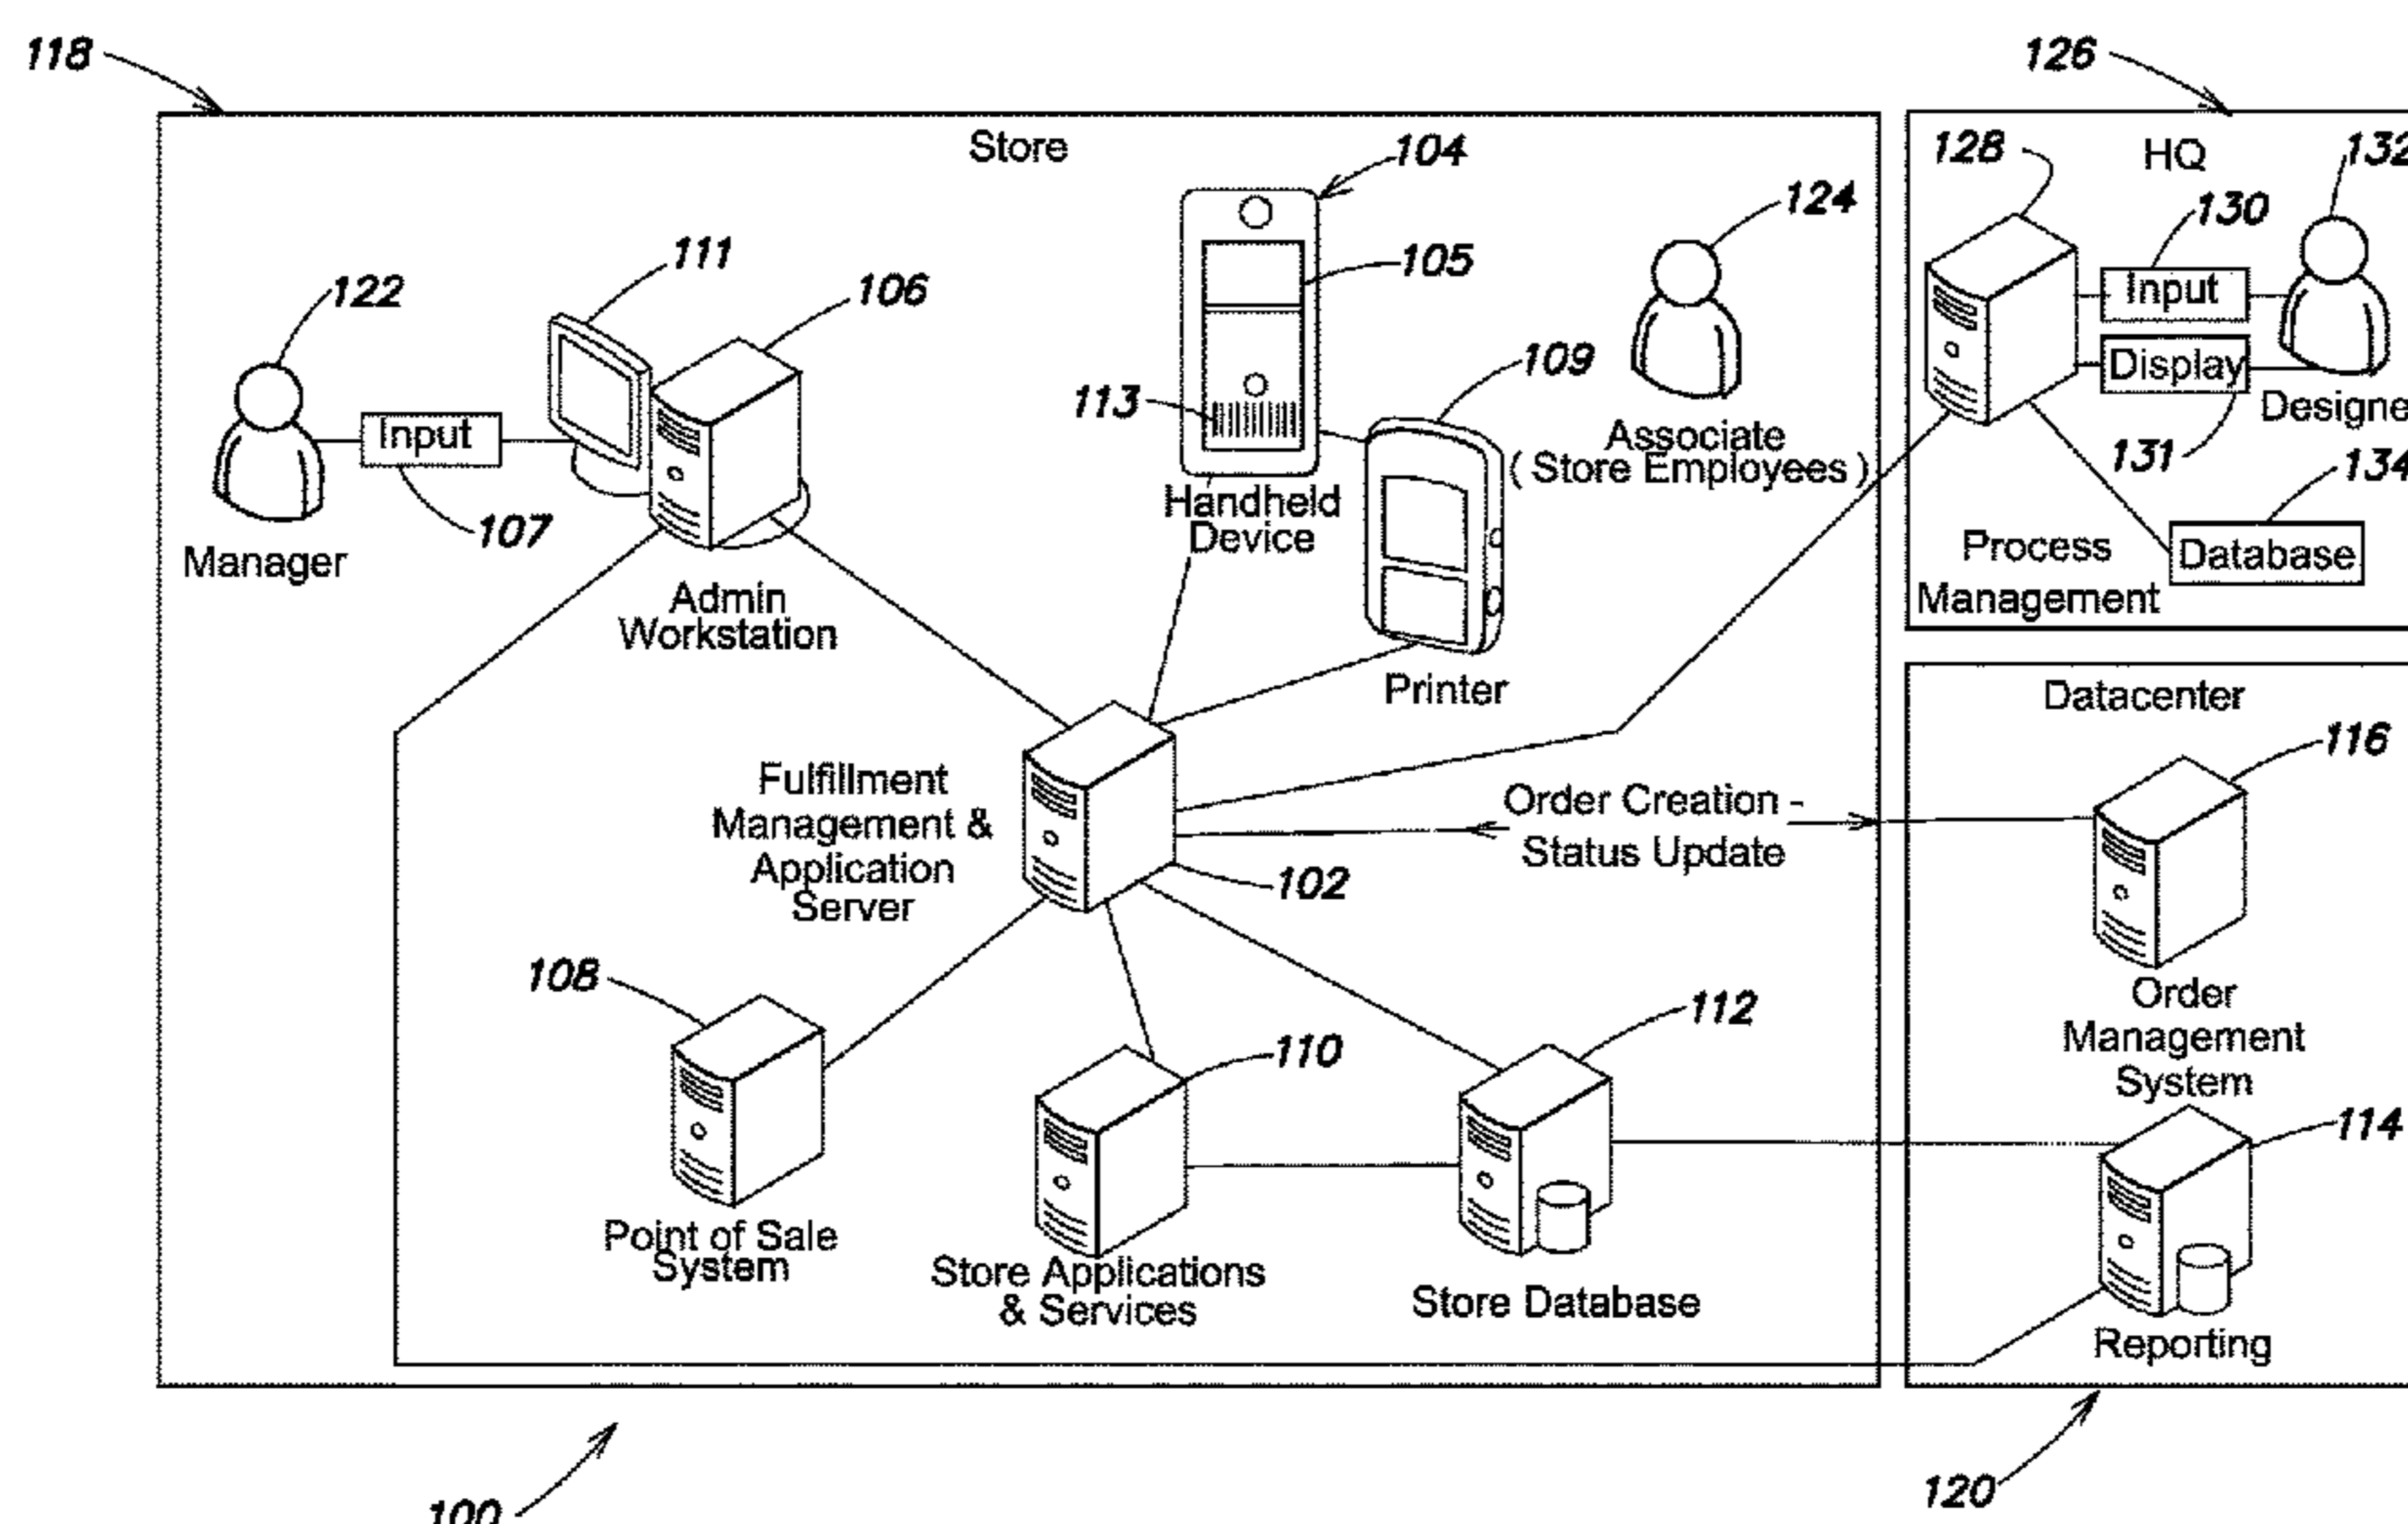 118
126
Store
HQ
104
128
132
124
130
111
105
122
106
Input
109
Display
113
Input
Designe
Associate
( Store Employees )
131
134
Handheld
Device
107
Manager
Process
Management
Database
Admin
Workstation
Printer
Datacenter
116
Fulfillment
Management &
Application
Server
Order Creation -
Status Update
102
108
Order
Management
System
112
110
114
Point of Sale
System
Store Applications
& Services
Store Database
Reporting
100
120